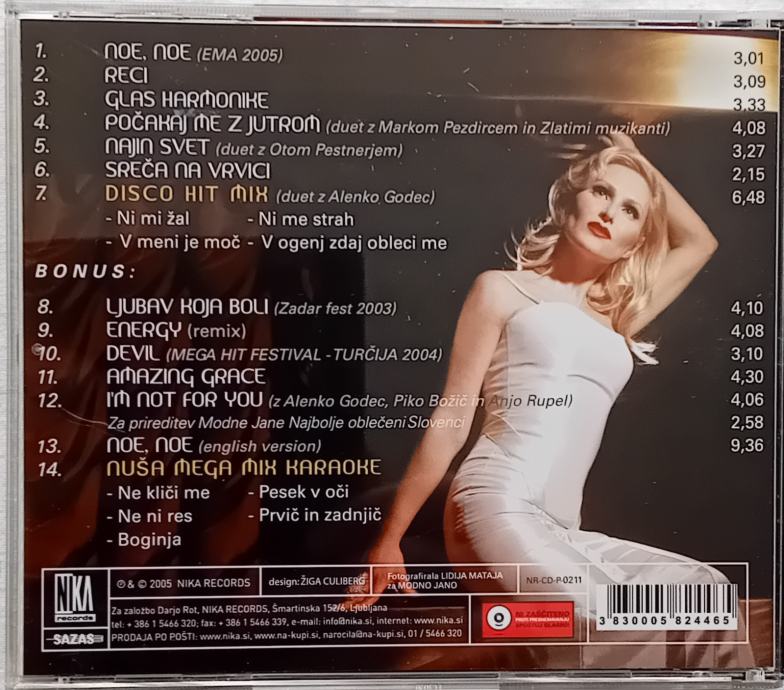 1. NOE, NOE (EMA 2005) 3,01
2. RECI 3,09
3. GLAS HARMONIKE 3,33
4. POČAKAJ ME Z JUTROM (duet z Markom Pezdircem in Zlatimi muzikanti) 4,08
5. NAJIN SVET (duet z Otom Pestnerjem) 3,27
6. SREČA NA VRVICI 2,15
7. DISCO HIT MIX (duet z Alenko Godec) 6,48
- Ni mi žal - Ni me strah
- V meni je moč - V ogenj zdaj obleci me
BONUS:
8. LJUBAV KOJA BOLI (Zadar fest 2003) 4,10
9. ENERGY (remix) 4,08
10. DEVIL (MEGA HIT FESTIVAL - TURČIJA 2004) 3,10
11. AMAZING GRACE 4,30
12. I'M NOT FOR YOU (z Alenko Godec, Piko Božič in Anjo Rupel) 4,06
Za prireditev Modne Jane Najbolje oblečeni Slovenci 2,58
13. NOE, NOE (english version) 9,36
14. NUŠA MEGA MIX KARAOKE
- Ne kliči me - Pesek v oči
- Ne ni res - Prvič in zadnjič
- Boginja
NIKA records
SAZAS
℗ & © 2005 NIKA RECORDS
design: ŽIGA CULIBERG
Fotografirala LIDIJA MATAJA
za MODNO JANO
NR-CD-P-0211
Za založbo Darjo Rot, NIKA RECORDS, Šmartinska 152/6, Ljubljana
tel: + 386 1 5466 320; fax: + 386 1 5466 339, e-mail: info@nika.si, internet: www.nika.si
PRODAJA PO POŠTI: www.nika.si, www.na-kupi.si, narocila@na-kupi.si, 01 / 5466 320
NI ZAŠČITENO
3 830005 824465